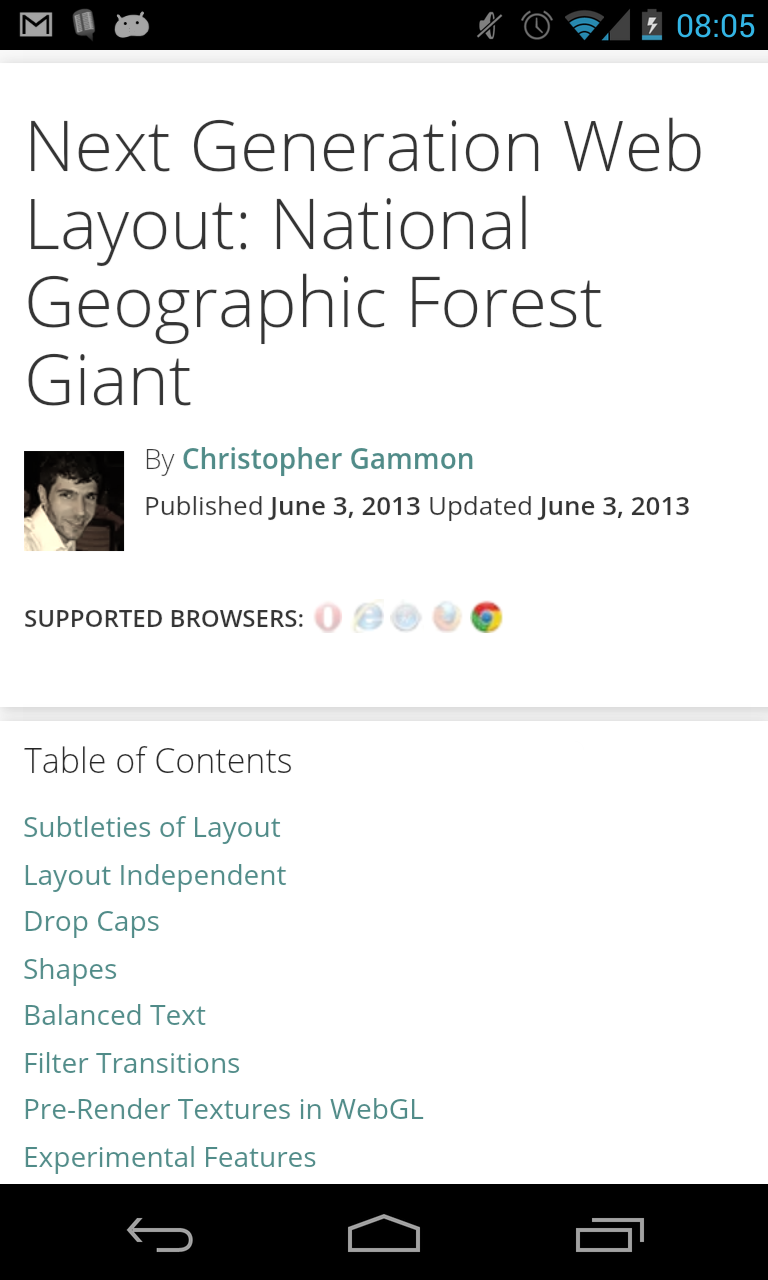 08:05
Next Generation Web
Layout: National
Geographic Forest
Giant
By Christopher Gammon
Published June 3, 2013 Updated June 3, 2013
SUPPORTED BROWSERS:
Table of Contents
Subtleties of Layout
Layout Independent
Drop Caps
Shapes
Balanced Text
Filter Transitions
Pre-Render Textures in WebGL
Experimental Features